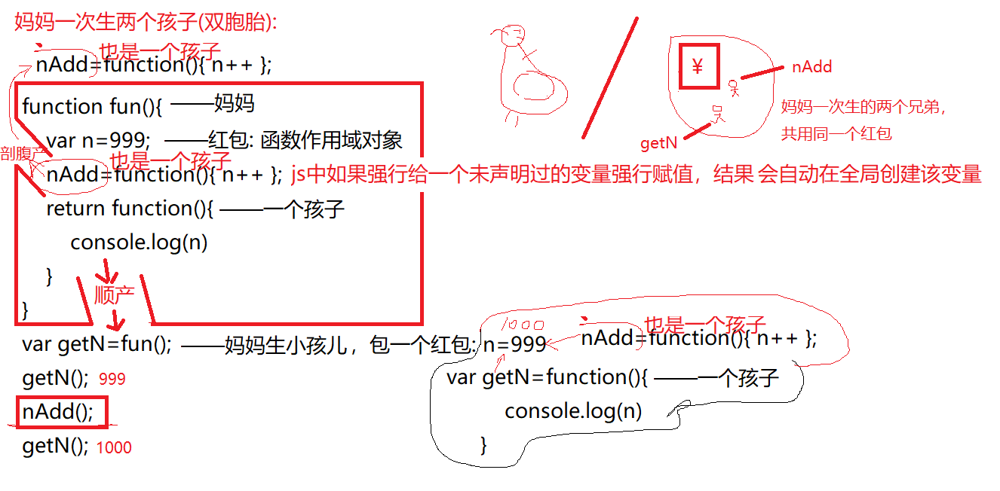 妈妈一次生两个孩子(双胞胎):
也是一个孩子
nAdd=function(){ n++ };
function fun(){ ——妈妈
var n=999; ——红包: 函数作用域对象
剖腹产
也是一个孩子
nAdd=function(){ n++ }; js中如果强行给一个未声明过的变量强行赋值，结果 会自动在全局创建该变量
return function(){ ——一个孩子
console.log(n)
}
顺产
}
var getN=fun(); ——妈妈生小孩儿，包一个红包: n=999
getN(); 999
nAdd();
getN(); 1000
¥
nAdd
getN
妈妈一次生的两个兄弟，
共用同一个红包
1000
也是一个孩子
nAdd=function(){ n++ };
var getN=function(){ ——一个孩子
console.log(n)
}